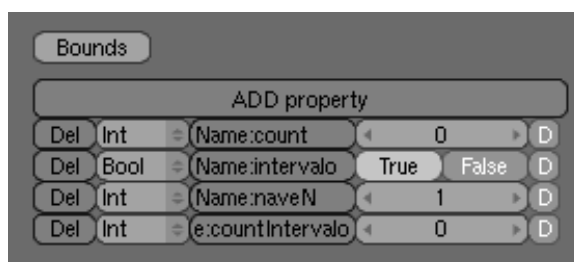 Bounds
ADD property
Del Int Name:count 0 D
Del Bool Name:intervalo True False D
Del Int Name:naveN 1 D
Del Int e:countIntervalo 0 D